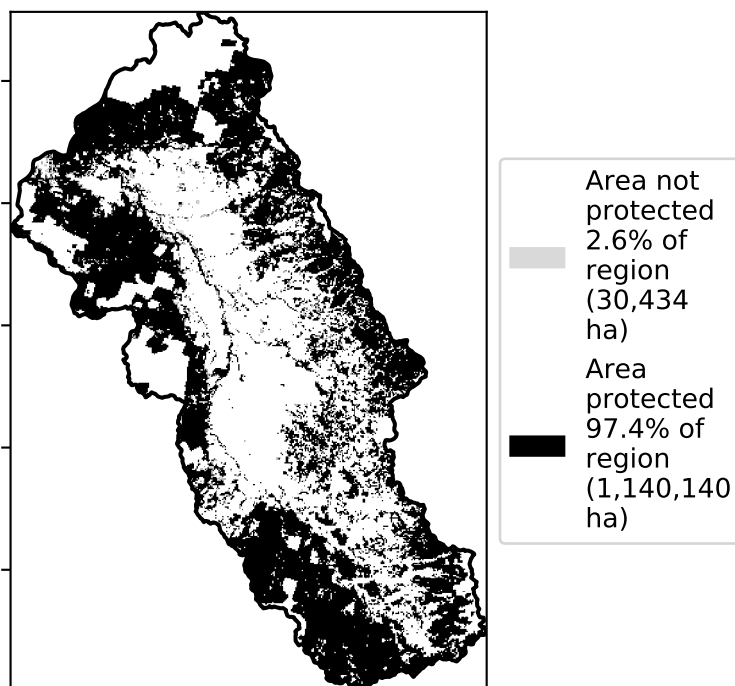 Area not
protected
2.6% of
region
(30,434
ha)
Area
protected
97.4% of
region
(1,140,140
ha)